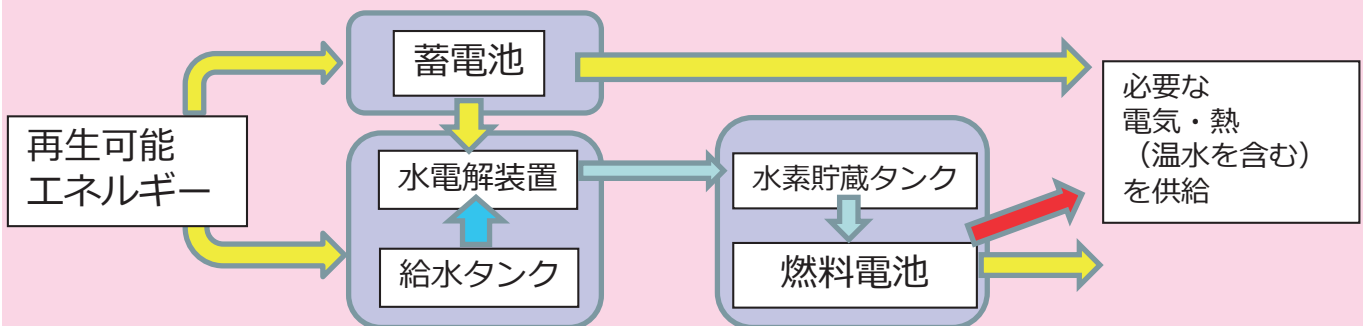 再生可能
エネルギー
蓄電池
水電解装置
給水タンク
水素貯蔵タンク
燃料電池
必要な
電気・熱
（温水を含む）
を供給